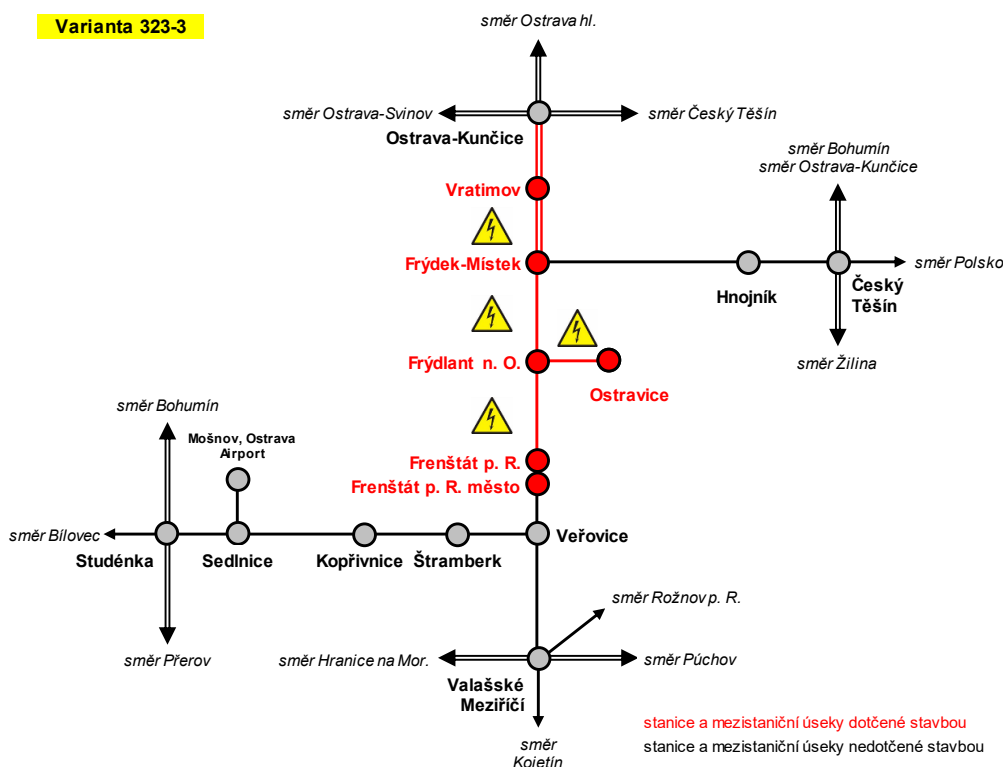 Varianta 323-3
směr Ostrava hl.
směr Ostrava-Svinov
směr Český Těšín
Ostrava-Kunčice
směr Bohumín
směr Ostrava-Kunčice
Vratimov
Frýdek-Místek
směr Polsko
Hnojník
Český
Těšín
Frýdlant n. O.
směr Žilina
Ostravice
směr Bohumín
Mošnov, Ostrava
Airport
Frenštát p. R.
Frenštát p. R. město
směr Bílovec
Studénka
Sedlnice
Kopřivnice
Štramberk
Veřovice
směr Rožnov p. R.
směr Přerov
směr Hranice na Mor.
směr Púchov
Valašské
Meziříčí
stanice a mezistaniční úseky dotčené stavbou
stanice a mezistaniční úseky nedotčené stavbou
směr
Kojetín